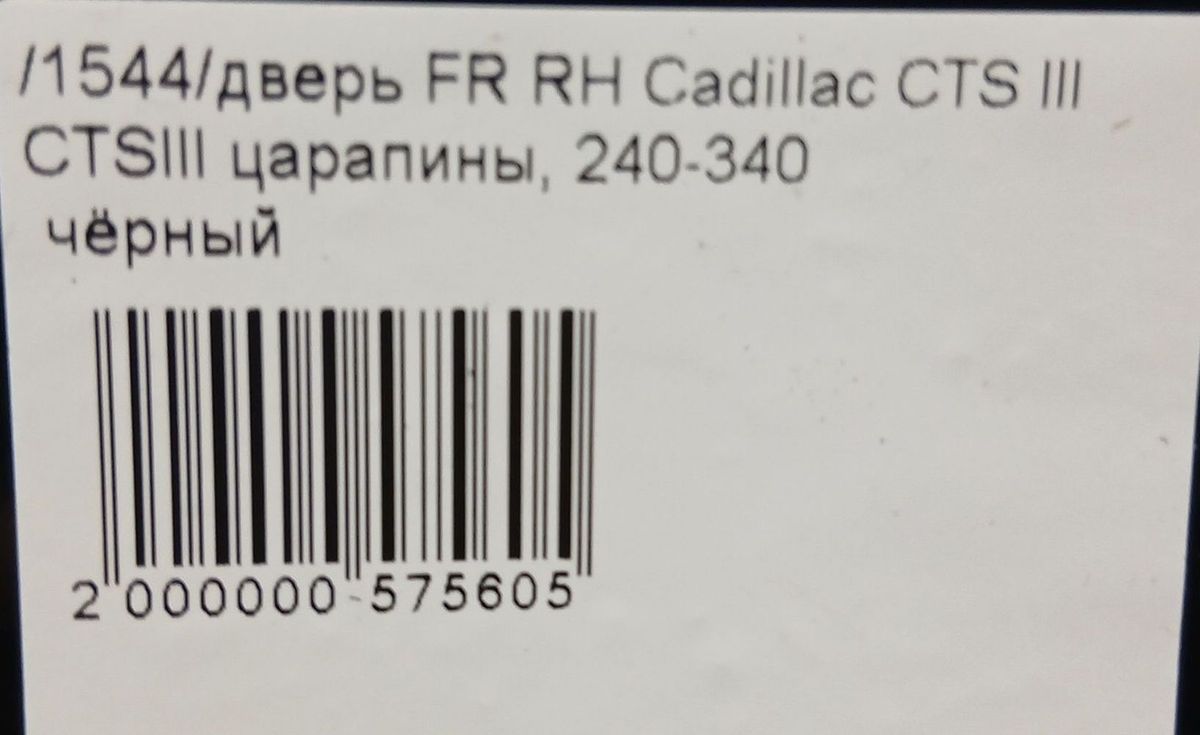 /1544/дверь FR RH Cadillac CTS III
CTSIII царапины, 240-340
чёрный
2 000000 575605